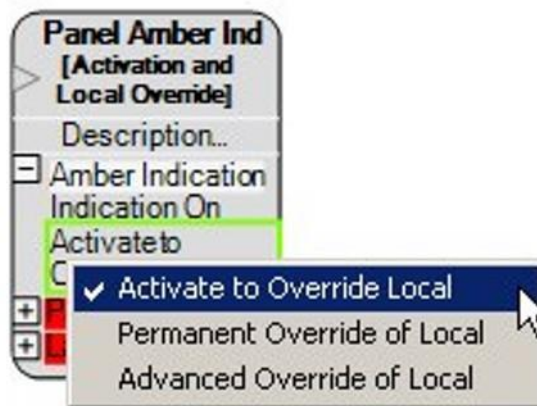 Panel Amber Ind
[Activation and
Local Override]
Description...
Amber Indication
Indication On
Activate to
Activate to Override Local
Permanent Override of Local
Advanced Override of Local